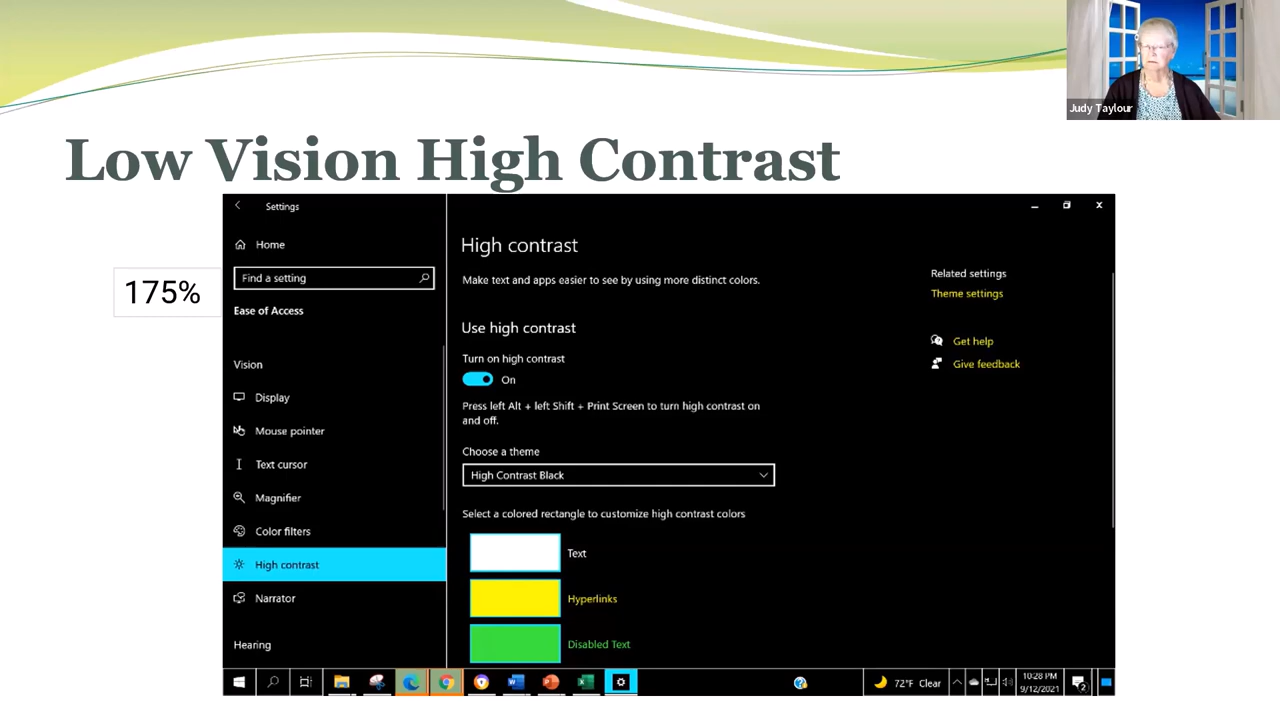 Judy Taylour
Low Vision High Contrast
175%
Settings
Home
Find a setting
Ease of Access
Vision
Display
Mouse pointer
Text cursor
Magnifier
Color filters
High contrast
Narrator
Hearing
High contrast
Make text and apps easier to see by using more distinct colors.
Use high contrast
Turn on high contrast
On
Press left Alt + left Shift + Print Screen to turn high contrast on
and off.
Choose a theme
High Contrast Black
Select a colored rectangle to customize high contrast colors
Text
Hyperlinks
Disabled Text
Related settings
Theme settings
Get help
Give feedback
72°F Clear
10:28 PM
9/12/2021
2